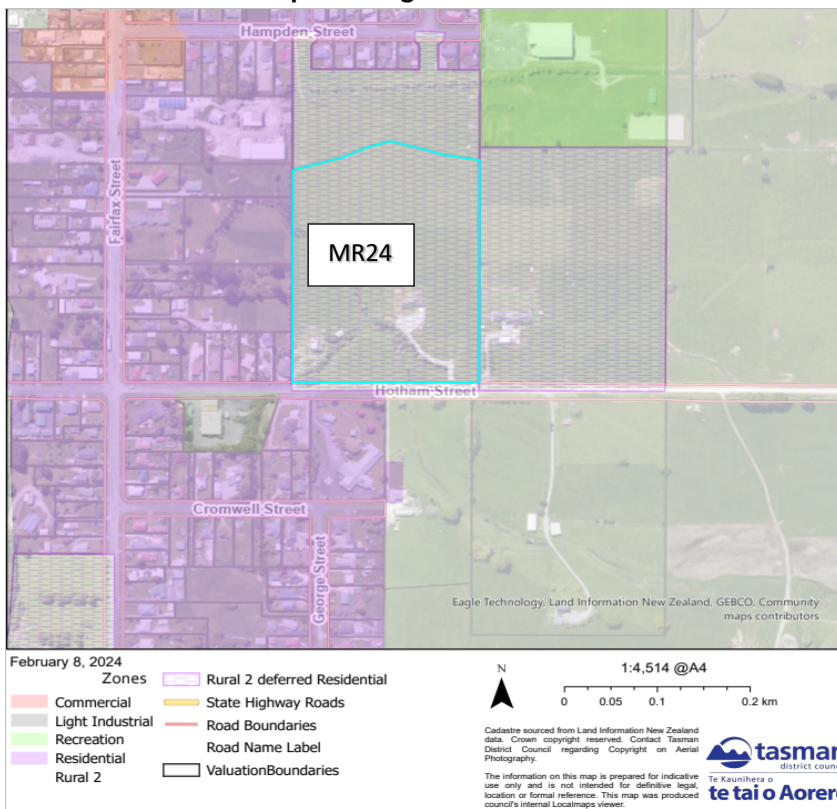 Hampden Street
Fairfax Street
MR24
Hotham Street
Cromwell Street
George Street
Eagle Technology, Land Information New Zealand, GEBCO, Community
maps contributors
February 8, 2024
Zones
Commercial
Light Industrial
Recreation
Residential
Rural 2
Rural 2 deferred Residential
State Highway Roads
Road Boundaries
Road Name Label
ValuationBoundaries
N
1:4,514 @A4
0 0.05 0.1 0.2 km
Cadastre sourced from Land Information New Zealand
data. Crown copyright reserved. Contact Tasman
District Council regarding Copyright on Aerial
Photography.
The information on this map is prepared for indicative
use only and is not intended for definitive legal,
location or formal reference. This map was produced
council's internal Localmaps viewer.
tasman
district counc
Te Kaunihera o
te tai o Aorere